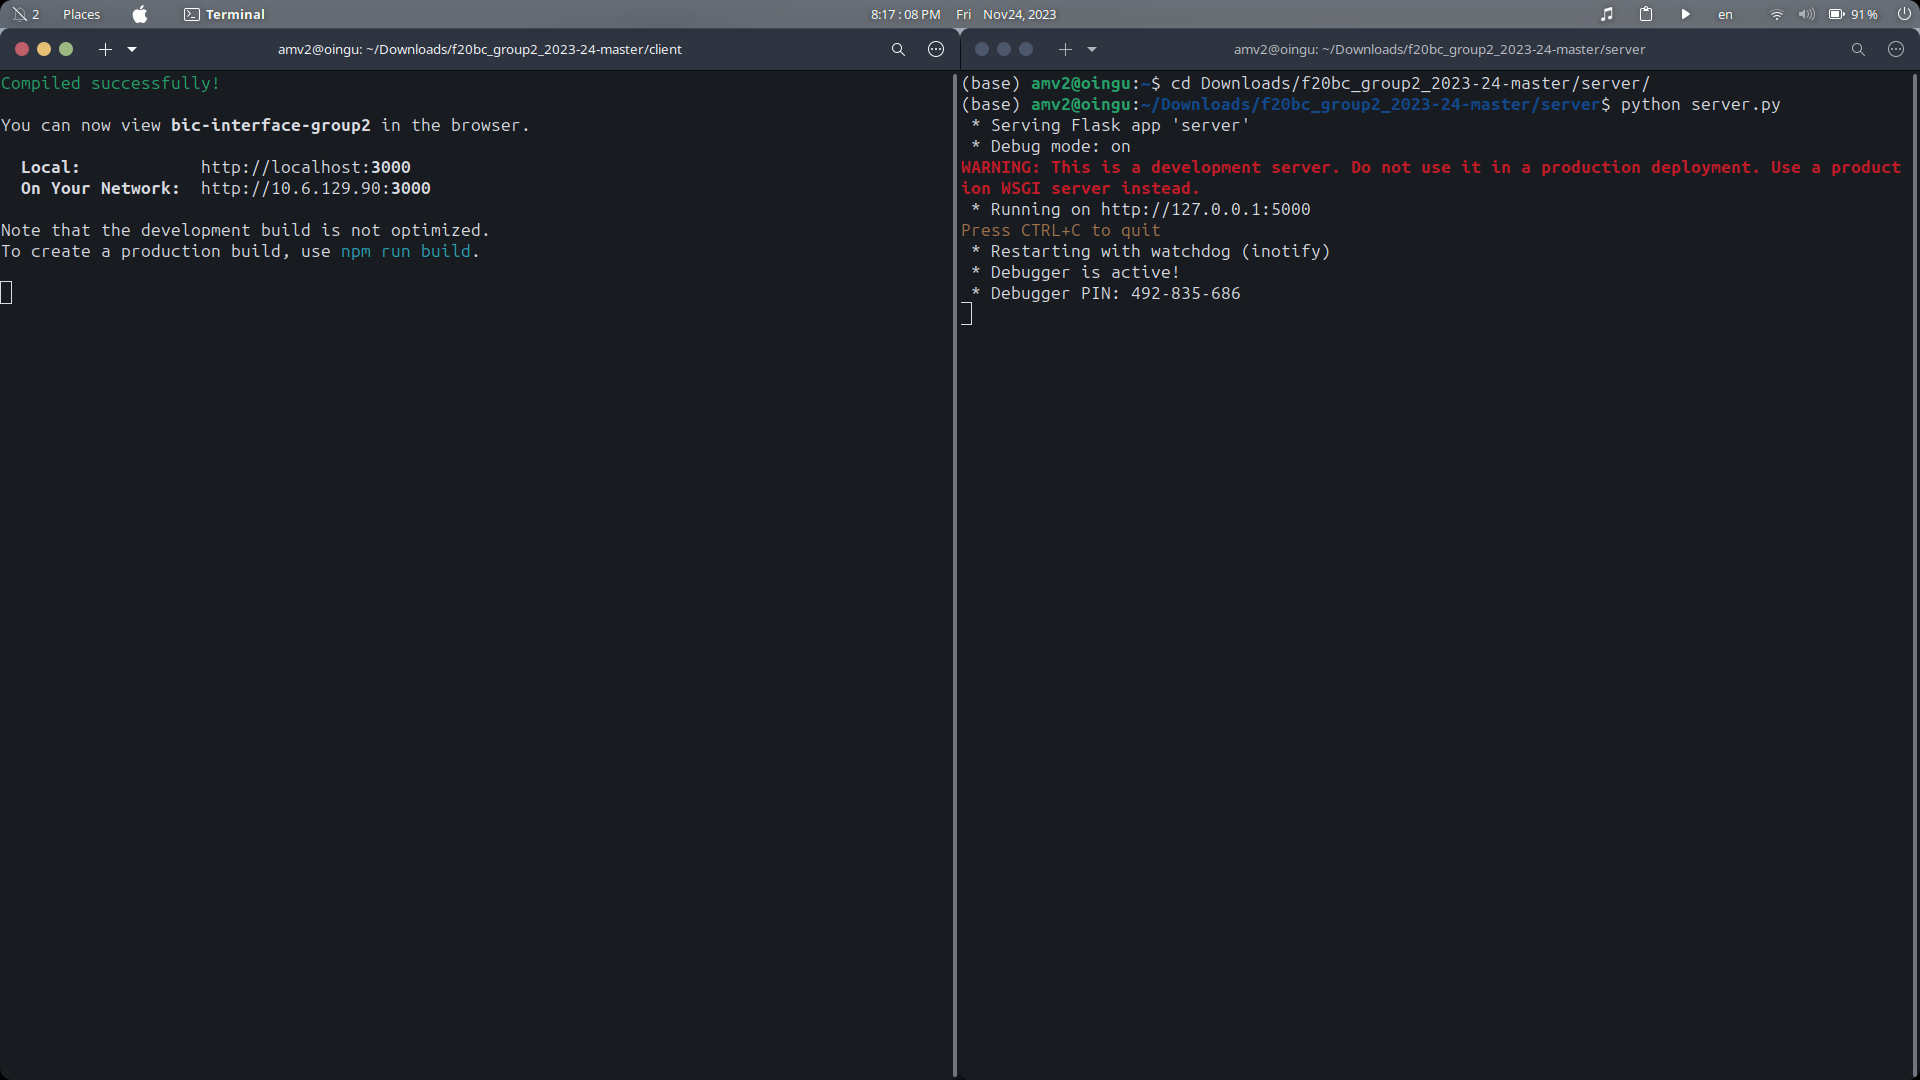 2 Places Terminal 8:17:08 PM Fri Nov24, 2023 en 91%
amv2@oingu: ~/Downloads/f20bc_group2_2023-24-master/client
Compiled successfully!
You can now view bic-interface-group2 in the browser.
Local: http://localhost:3000
On Your Network: http://10.6.129.90:3000
Note that the development build is not optimized.
To create a production build, use npm run build.
amv2@oingu: ~/Downloads/f20bc_group2_2023-24-master/server
(base) amv2@oingu:~$ cd Downloads/f20bc_group2_2023-24-master/server/
(base) amv2@oingu:~/Downloads/f20bc_group2_2023-24-master/server$ python server.py
* Serving Flask app 'server'
* Debug mode: on
WARNING: This is a development server. Do not use it in a production deployment. Use a product
ion WSGI server instead.
* Running on http://127.0.0.1:5000
Press CTRL+C to quit
* Restarting with watchdog (inotify)
* Debugger is active!
* Debugger PIN: 492-835-686